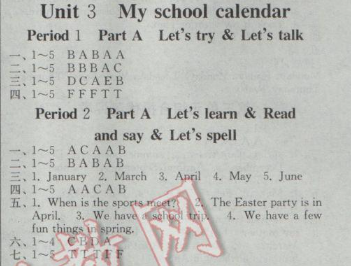 Unit 3 My school calendar
Period 1 Part A Let's try & Let's talk
一、1～5 B A B A A
二、1～5 B B B A C
三、1～5 D C A E B
四、1～5 F F F T T
Period 2 Part A Let's learn & Read
and say & Let's spell
一、1～5 A C A A B
二、1～5 B A B A B
三、1. January 2. March 3. April 4. May 5. June
四、1～5 A A C A B
五、1. When is the sports meet? 2. The Easter party is in
April. 3. We have a school trip. 4. We have a few
fun things in spring.
六、1～4 C B D A
七、1～5 T T T F F